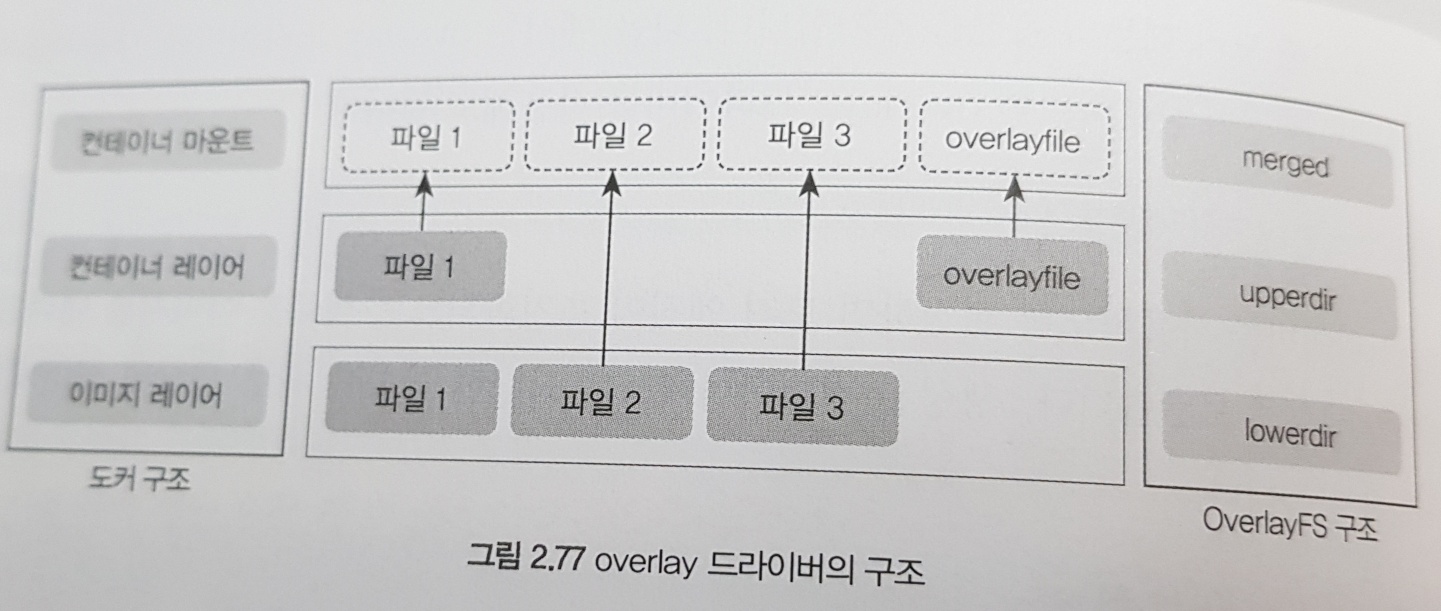 컨테이너 마운트
파일 1
파일 2
파일 3
overlayfile
merged
컨테이너 레이어
파일 1
overlayfile
upperdir
이미지 레이어
파일 1
파일 2
파일 3
lowerdir
도커 구조
OverlayFS 구조
그림 2.77 overlay 드라이버의 구조